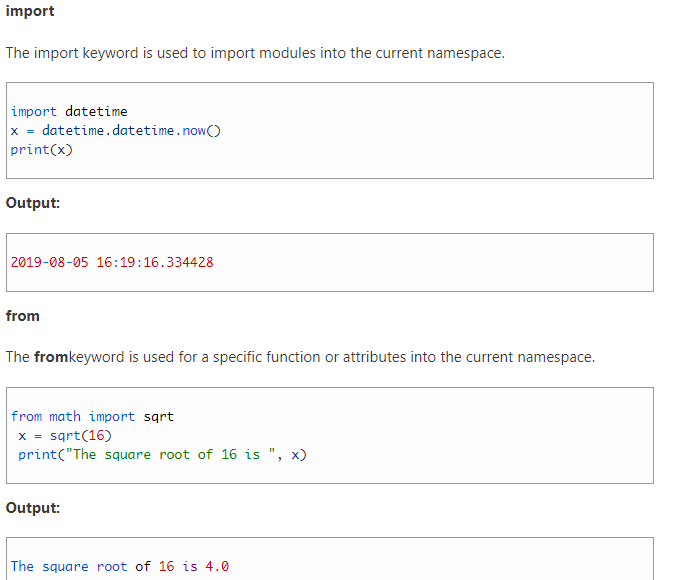 import
The import keyword is used to import modules into the current namespace.
import datetime
x = datetime.datetime.now()
print(x)
Output:
2019-08-05 16:19:16.334428
from
The fromkeyword is used for a specific function or attributes into the current namespace.
from math import sqrt
x = sqrt(16)
print("The square root of 16 is ", x)
Output:
The square root of 16 is 4.0